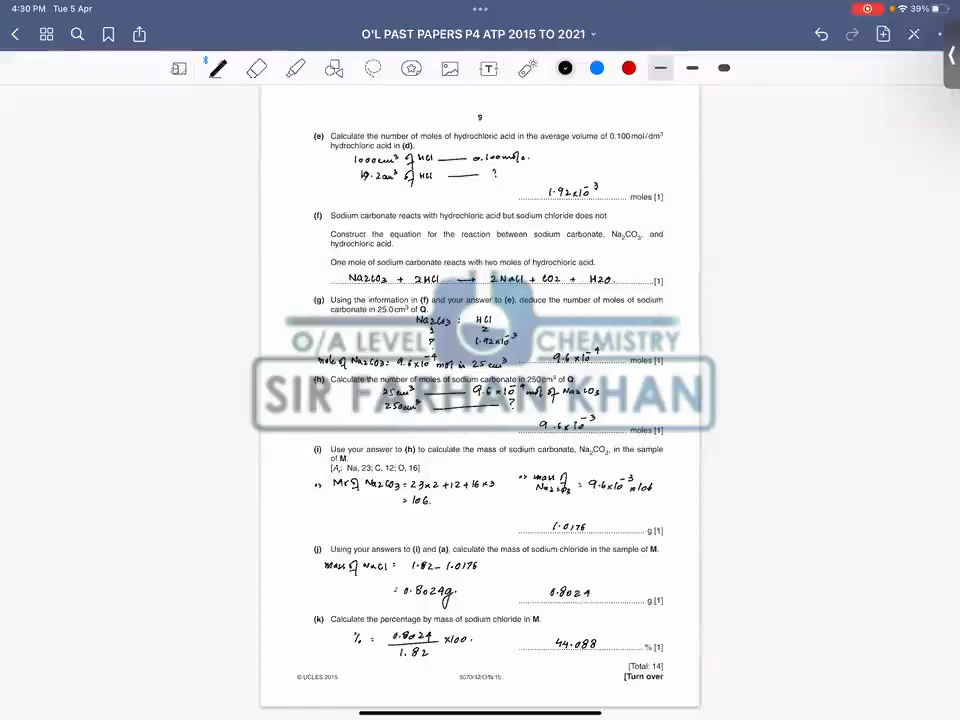 4:30 PM Tue 5 Apr
39%
O'L PAST PAPERS P4 ATP 2015 TO 2021
9
(e) Calculate the number of moles of hydrochloric acid in the average volume of 0.100 mol/dm³
hydrochloric acid in (d).
1000cm³ of HCl — 0.100mole.
19.2cm³ of HCl — ?
1.92x10⁻³ moles [1]
(f) Sodium carbonate reacts with hydrochloric acid but sodium chloride does not.
Construct the equation for the reaction between sodium carbonate, Na₂CO₃, and
hydrochloric acid.
One mole of sodium carbonate reacts with two moles of hydrochloric acid.
Na2CO3 + 2HCl → 2NaCl + CO2 + H2O. [1]
(g) Using the information in (f) and your answer to (e), deduce the number of moles of sodium
carbonate in 25.0 cm³ of Q.
Na2CO3 : HCl
1 2
? 1.92x10⁻³
mole of Na2CO3 = 9.6x10⁻⁴ mol in 25cm³ 9.6x10⁻⁴ moles [1]
(h) Calculate the number of moles of sodium carbonate in 250 cm³ of Q.
25cm³ — 9.6x10⁻⁴ mol of Na2CO3
250cm³ — ?
9.6x10⁻³ moles [1]
(i) Use your answer to (h) to calculate the mass of sodium carbonate, Na₂CO₃, in the sample
of M.
[Aᵣ: Na, 23; C, 12; O, 16]
∴ Mr of Na2CO3 = 23x2 +12 +16x3
= 106.
∴ mass of Na2CO3 = 9.6x10⁻³ x106
1.0176 g [1]
(j) Using your answers to (i) and (a), calculate the mass of sodium chloride in the sample of M.
mass of NaCl = 1.82 - 1.0176
= 0.8024g. 0.8024
g [1]
(k) Calculate the percentage by mass of sodium chloride in M.
% = 0.8024 x100.
1.82
44.088 % [1]
[Total: 14]
© UCLES 2015 5070/42/O/N/15 [Turn over
O/A LEVEL CHEMISTRY
SIR FARHAN KHAN